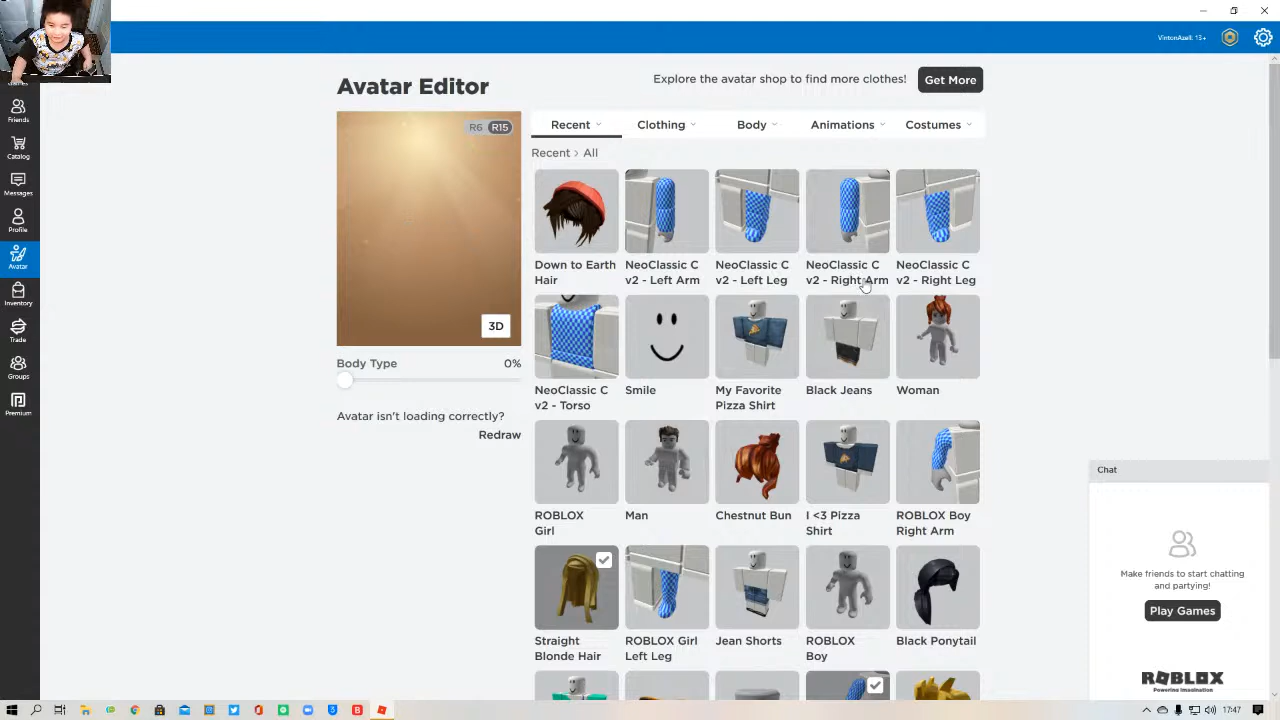 VintonAzell: 13+
Avatar Editor
Explore the avatar shop to find more clothes!
Get More
R6 R15
Recent
Clothing
Body
Animations
Costumes
Recent > All
Friends
Catalog
Messages
Profile
Avatar
Inventory
Trade
Groups
Premium
3D
Body Type 0%
Avatar isn't loading correctly?
Redraw
Down to Earth
Hair
NeoClassic C
v2 - Left Arm
NeoClassic C
v2 - Left Leg
NeoClassic C
v2 - Right Arm
NeoClassic C
v2 - Right Leg
NeoClassic C
v2 - Torso
Smile
My Favorite
Pizza Shirt
Black Jeans
Woman
ROBLOX
Girl
Man
Chestnut Bun
I <3 Pizza
Shirt
ROBLOX Boy
Right Arm
Straight
Blonde Hair
ROBLOX Girl
Left Leg
Jean Shorts
ROBLOX
Boy
Black Ponytail
Chat
Make friends to start chatting
and partying!
Play Games
ROBLOX
Powering Imagination
17:47